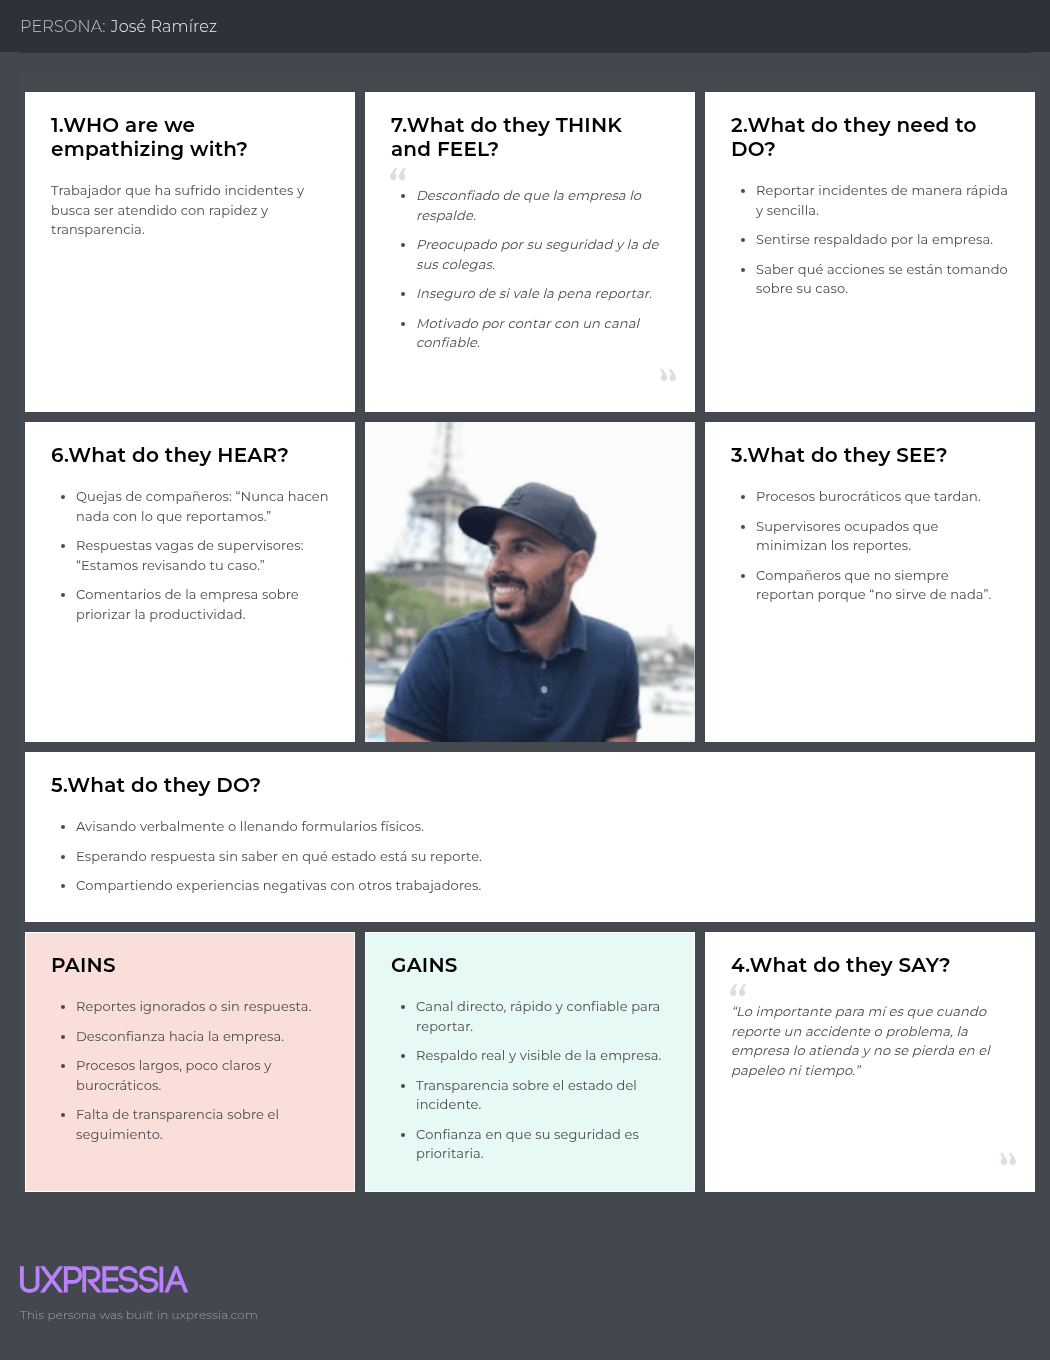 PERSONA: José Ramírez
1.WHO are we
empathizing with?
Trabajador que ha sufrido incidentes y
busca ser atendido con rapidez y
transparencia.
7.What do they THINK
and FEEL?
“
• Desconfiado de que la empresa lo
respalde.
• Preocupado por su seguridad y la de
sus colegas.
• Inseguro de si vale la pena reportar.
• Motivado por contar con un canal
confiable.
”
2.What do they need to
DO?
• Reportar incidentes de manera rápida
y sencilla.
• Sentirse respaldado por la empresa.
• Saber qué acciones se están tomando
sobre su caso.
6.What do they HEAR?
• Quejas de compañeros: “Nunca hacen
nada con lo que reportamos.”
• Respuestas vagas de supervisores:
“Estamos revisando tu caso.”
• Comentarios de la empresa sobre
priorizar la productividad.
3.What do they SEE?
• Procesos burocráticos que tardan.
• Supervisores ocupados que
minimizan los reportes.
• Compañeros que no siempre
reportan porque “no sirve de nada”.
5.What do they DO?
• Avisando verbalmente o llenando formularios físicos.
• Esperando respuesta sin saber en qué estado está su reporte.
• Compartiendo experiencias negativas con otros trabajadores.
PAINS
• Reportes ignorados o sin respuesta.
• Desconfianza hacia la empresa.
• Procesos largos, poco claros y
burocráticos.
• Falta de transparencia sobre el
seguimiento.
GAINS
• Canal directo, rápido y confiable para
reportar.
• Respaldo real y visible de la empresa.
• Transparencia sobre el estado del
incidente.
• Confianza en que su seguridad es
prioritaria.
4.What do they SAY?
“
“Lo importante para mí es que cuando
reporte un accidente o problema, la
empresa lo atienda y no se pierda en el
papeleo ni tiempo.”
”
UXPRESSIA
This persona was built in uxpressia.com